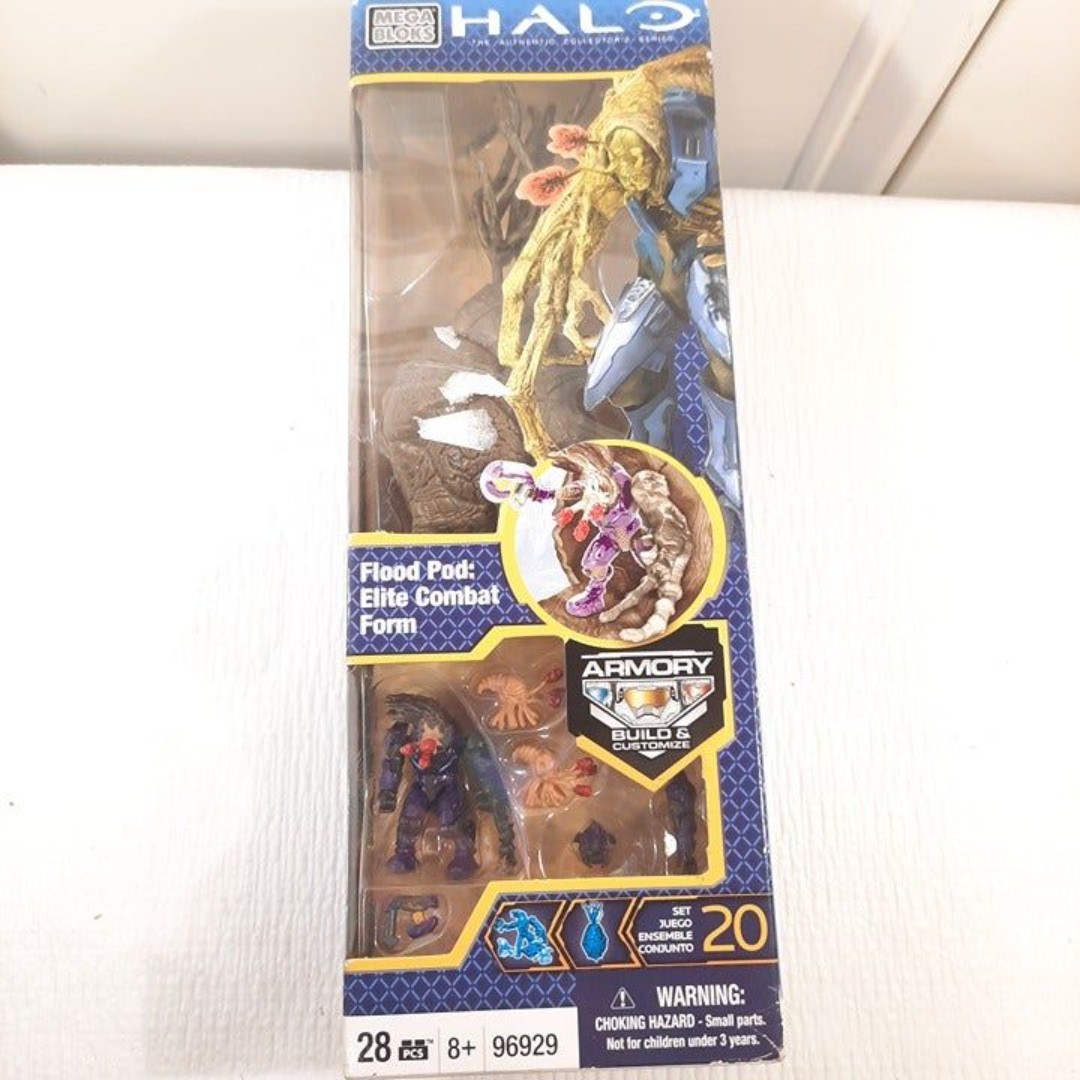 MEGA
BLOKS
HALO
THE AUTHENTIC COLLECTOR'S SERIES
Flood Pod:
Elite Combat
Form
ARMORY
BUILD &
CUSTOMIZE
SET
JUEGO
ENSEMBLE
CONJUNTO
20
WARNING:
CHOKING HAZARD - Small parts.
Not for children under 3 years.
28 PCS™ 8+ 96929